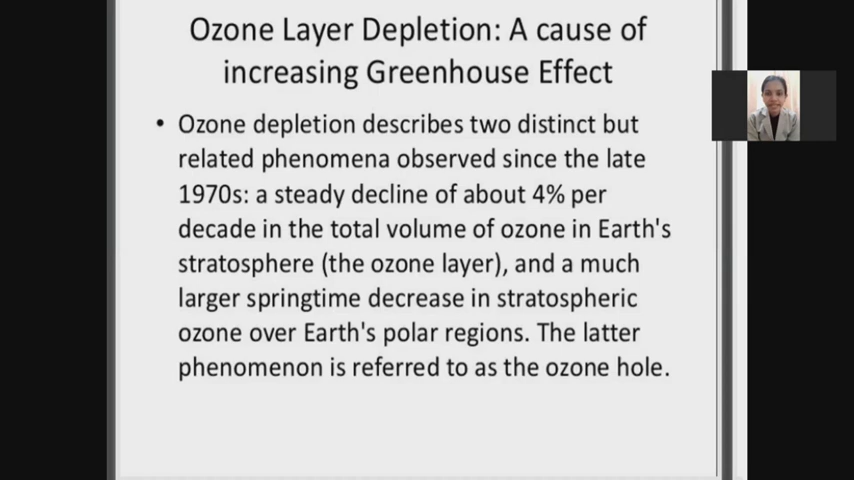 Ozone Layer Depletion: A cause of
increasing Greenhouse Effect
• Ozone depletion describes two distinct but
related phenomena observed since the late
1970s: a steady decline of about 4% per
decade in the total volume of ozone in Earth's
stratosphere (the ozone layer), and a much
larger springtime decrease in stratospheric
ozone over Earth's polar regions. The latter
phenomenon is referred to as the ozone hole.